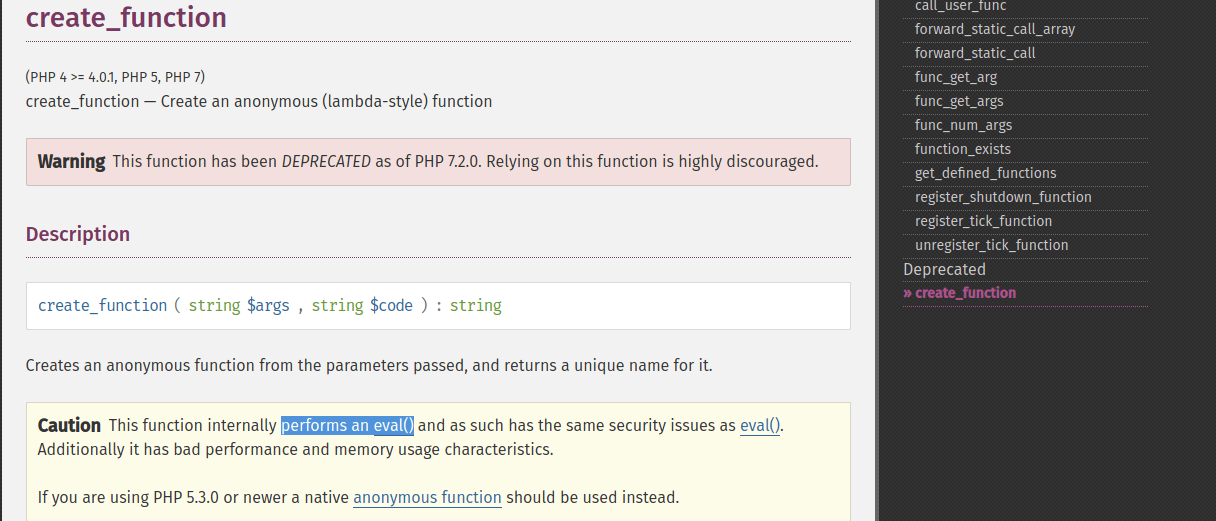 create_function
(PHP 4 >= 4.0.1, PHP 5, PHP 7)
create_function — Create an anonymous (lambda-style) function
Warning This function has been DEPRECATED as of PHP 7.2.0. Relying on this function is highly discouraged.
Description
create_function ( string $args , string $code ) : string
Creates an anonymous function from the parameters passed, and returns a unique name for it.
Caution This function internally performs an eval() and as such has the same security issues as eval().
Additionally it has bad performance and memory usage characteristics.
If you are using PHP 5.3.0 or newer a native anonymous function should be used instead.
call_user_func
forward_static_call_array
forward_static_call
func_get_arg
func_get_args
func_num_args
function_exists
get_defined_functions
register_shutdown_function
register_tick_function
unregister_tick_function
Deprecated
» create_function